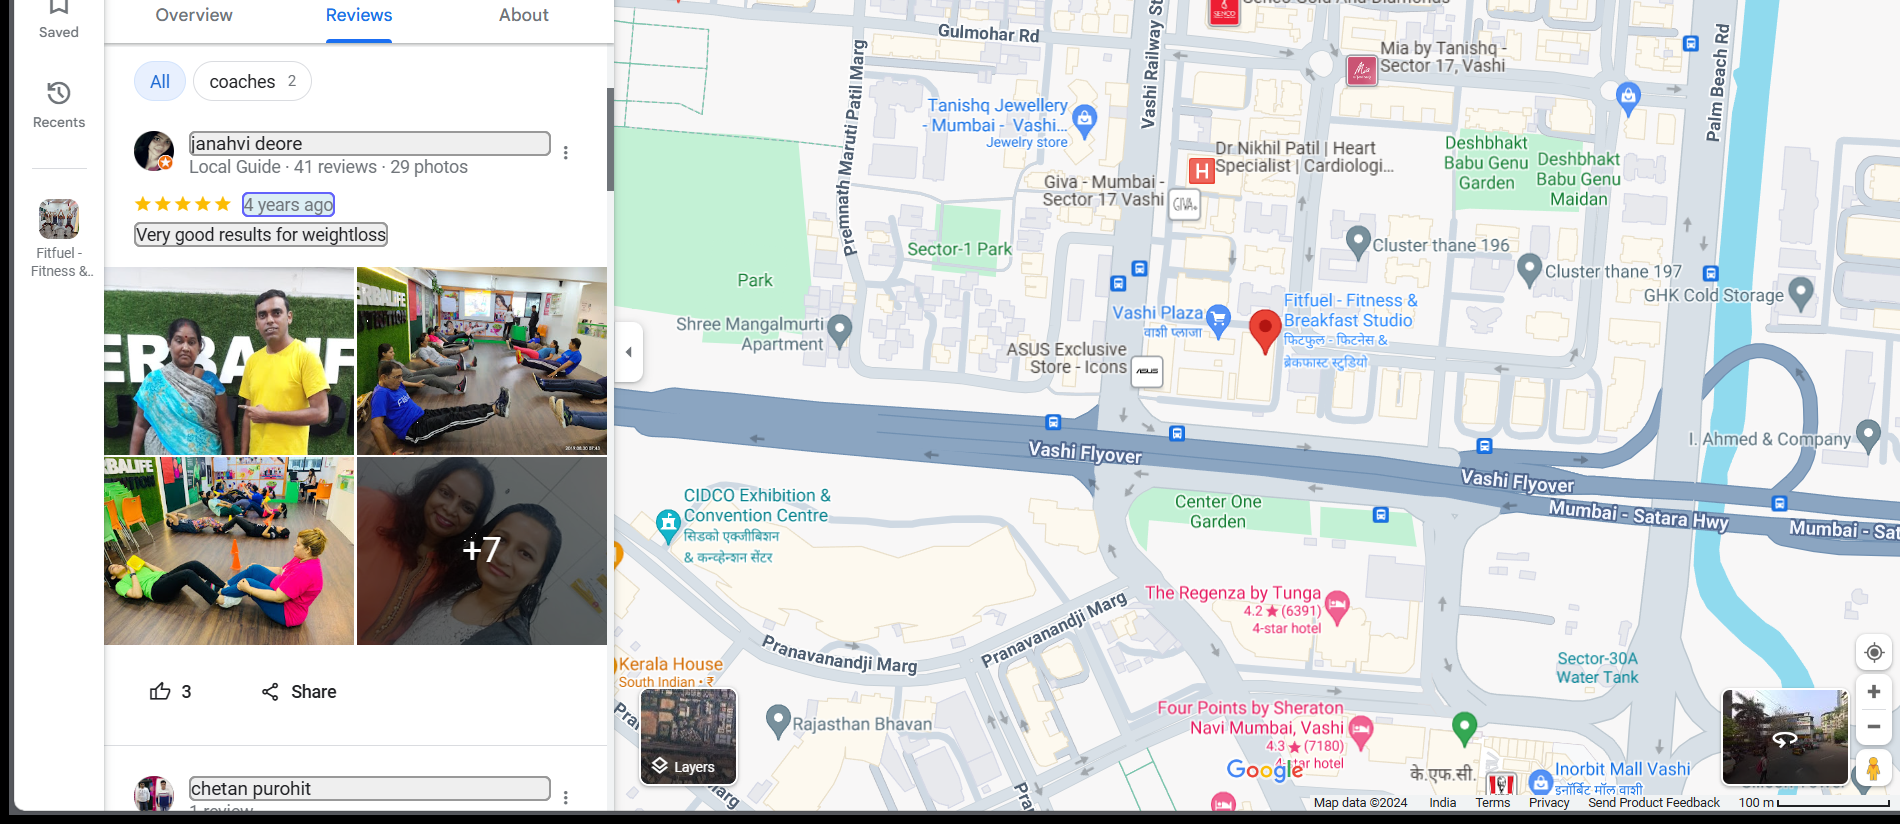 Saved
Recents
Fitfuel -
Fitness &..
Overview
Reviews
About
All
coaches 2
janahvi deore
Local Guide · 41 reviews · 29 photos
4 years ago
Very good results for weightloss
+7
3
Share
chetan purohit
1 review
Gulmohar Rd
Vashi Railway St
Premnath Maruti Patil Marg
Palm Beach Rd
SENCO
Senco Gold And Diamonds
Mia by Tanishq -
Sector 17, Vashi
Mia
Tanishq Jewellery
- Mumbai - Vashi...
Jewelry store
Dr Nikhil Patil | Heart
Specialist | Cardiologi...
H
Giva - Mumbai -
Sector 17 Vashi
GIVA
Deshbhakt
Babu Genu
Garden
Deshbhakt
Babu Genu
Maidan
Sector-1 Park
Park
Cluster thane 196
Cluster thane 197
GHK Cold Storage
Shree Mangalmurti
Apartment
Vashi Plaza
वाशी प्लाजा
Fitfuel - Fitness &
Breakfast Studio
फिटफुल - फिटनेस &
ब्रेकफास्ट स्टुडियो
ASUS Exclusive
Store - Icons
ASUS
I. Ahmed & Company
Vashi Flyover
Vashi Flyover
Mumbai - Satara Hwy
Mumbai - Sat
CIDCO Exhibition &
Convention Centre
सिडको एक्जीबिशन
& कन्व्हेन्शन सेंटर
Center One
Garden
The Regenza by Tunga
4.2 ★ (6391)
4-star hotel
Pranavanandji Marg
Pranavanandji Marg
Kerala House
South Indian • ₹
Sector-30A
Water Tank
Rajasthan Bhavan
Four Points by Sheraton
Navi Mumbai, Vashi
4.3 ★ (7180)
4-star hotel
Layers
Google
के.एफ.सी.
Inorbit Mall Vashi
इनॉर्बिट मॉल वाशी
Map data ©2024 India Terms Privacy Send Product Feedback 100 m